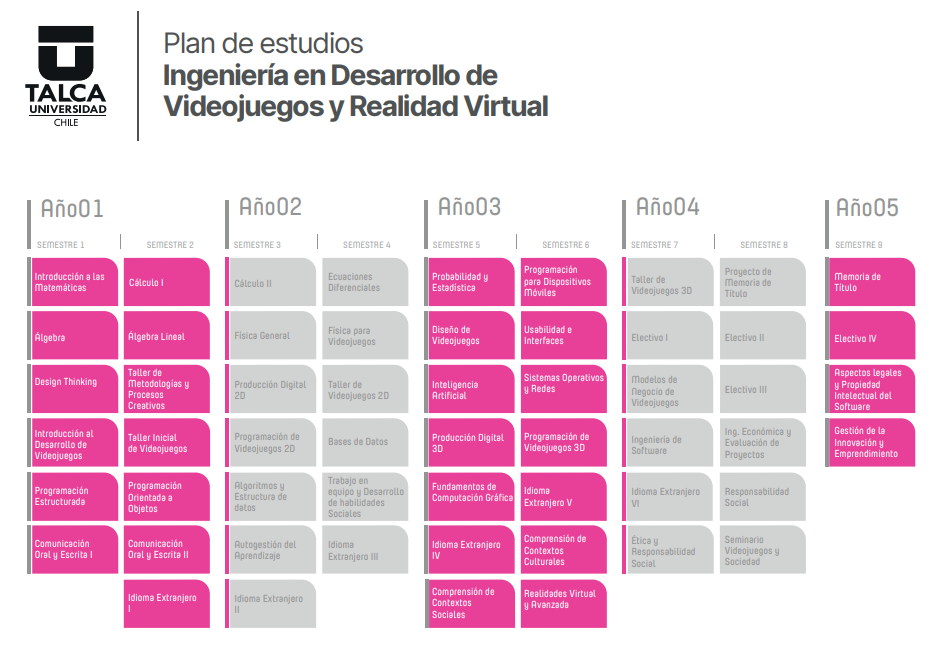 TALCA
UNIVERSIDAD
CHILE
Plan de estudios
Ingeniería en Desarrollo de
Videojuegos y Realidad Virtual
Año01
SEMESTRE 1
SEMESTRE 2
Introducción a las
Matemáticas
Álgebra
Design Thinking
Introducción al
Desarrollo de
Videojuegos
Programación
Estructurada
Comunicación
Oral y Escrita I
Cálculo I
Álgebra Lineal
Taller de
Metodologías y
Procesos
Creativos
Taller Inicial
de Videojuegos
Programación
Orientada a
Objetos
Comunicación
Oral y Escrita II
Idioma Extranjero
I
Año02
SEMESTRE 3
SEMESTRE 4
Cálculo II
Física General
Producción Digital
2D
Programación de
Videojuegos 2D
Algoritmos y
Estructura de
datos
Autogestión del
Aprendizaje
Idioma Extranjero
II
Ecuaciones
Diferenciales
Fisica para
Videojuegos
Taller de
Videojuegos 2D
Bases de Datos
Trabajo en
equipo y Desarrollo
de habilidades
Sociales
Idioma
Extranjero III
Año03
SEMESTRE 5
SEMESTRE 6
Probabilidad y
Estadística
Diseño de
Videojuegos
Inteligencia
Artificial
Producción Digital
3D
Fundamentos de
Computación Gráfica
Idioma Extranjero
IV
Comprensión de
Contextos
Sociales
Programación
para Dispositivos
Móviles
Usabilidad e
Interfaces
Sistemas Operativos
y Redes
Programación de
Videojuegos 3D
Idioma
Extranjero V
Comprensión de
Contextos
Culturales
Realidades Virtual
y Avanzada
Año04
SEMESTRE 7
SEMESTRE 8
Taller de
Videojuegos 3D
Electivo I
Modelos de
Negocio de
Videojuegos
Ingeniería de
Software
Idioma Extranjero
VI
Ética y
Responsabilidad
Social
Proyecto de
Memoria de
Título
Electivo II
Electivo III
Ing. Económica y
Evaluación de
Proyectos
Responsabilidad
Social
Seminario
Videojuegos y
Sociedad
Año05
SEMESTRE 9
Memoria de
Título
Electivo IV
Aspectos legales
y Propiedad
Intelectual del
Software
Gestión de la
Innovación y
Emprendimiento